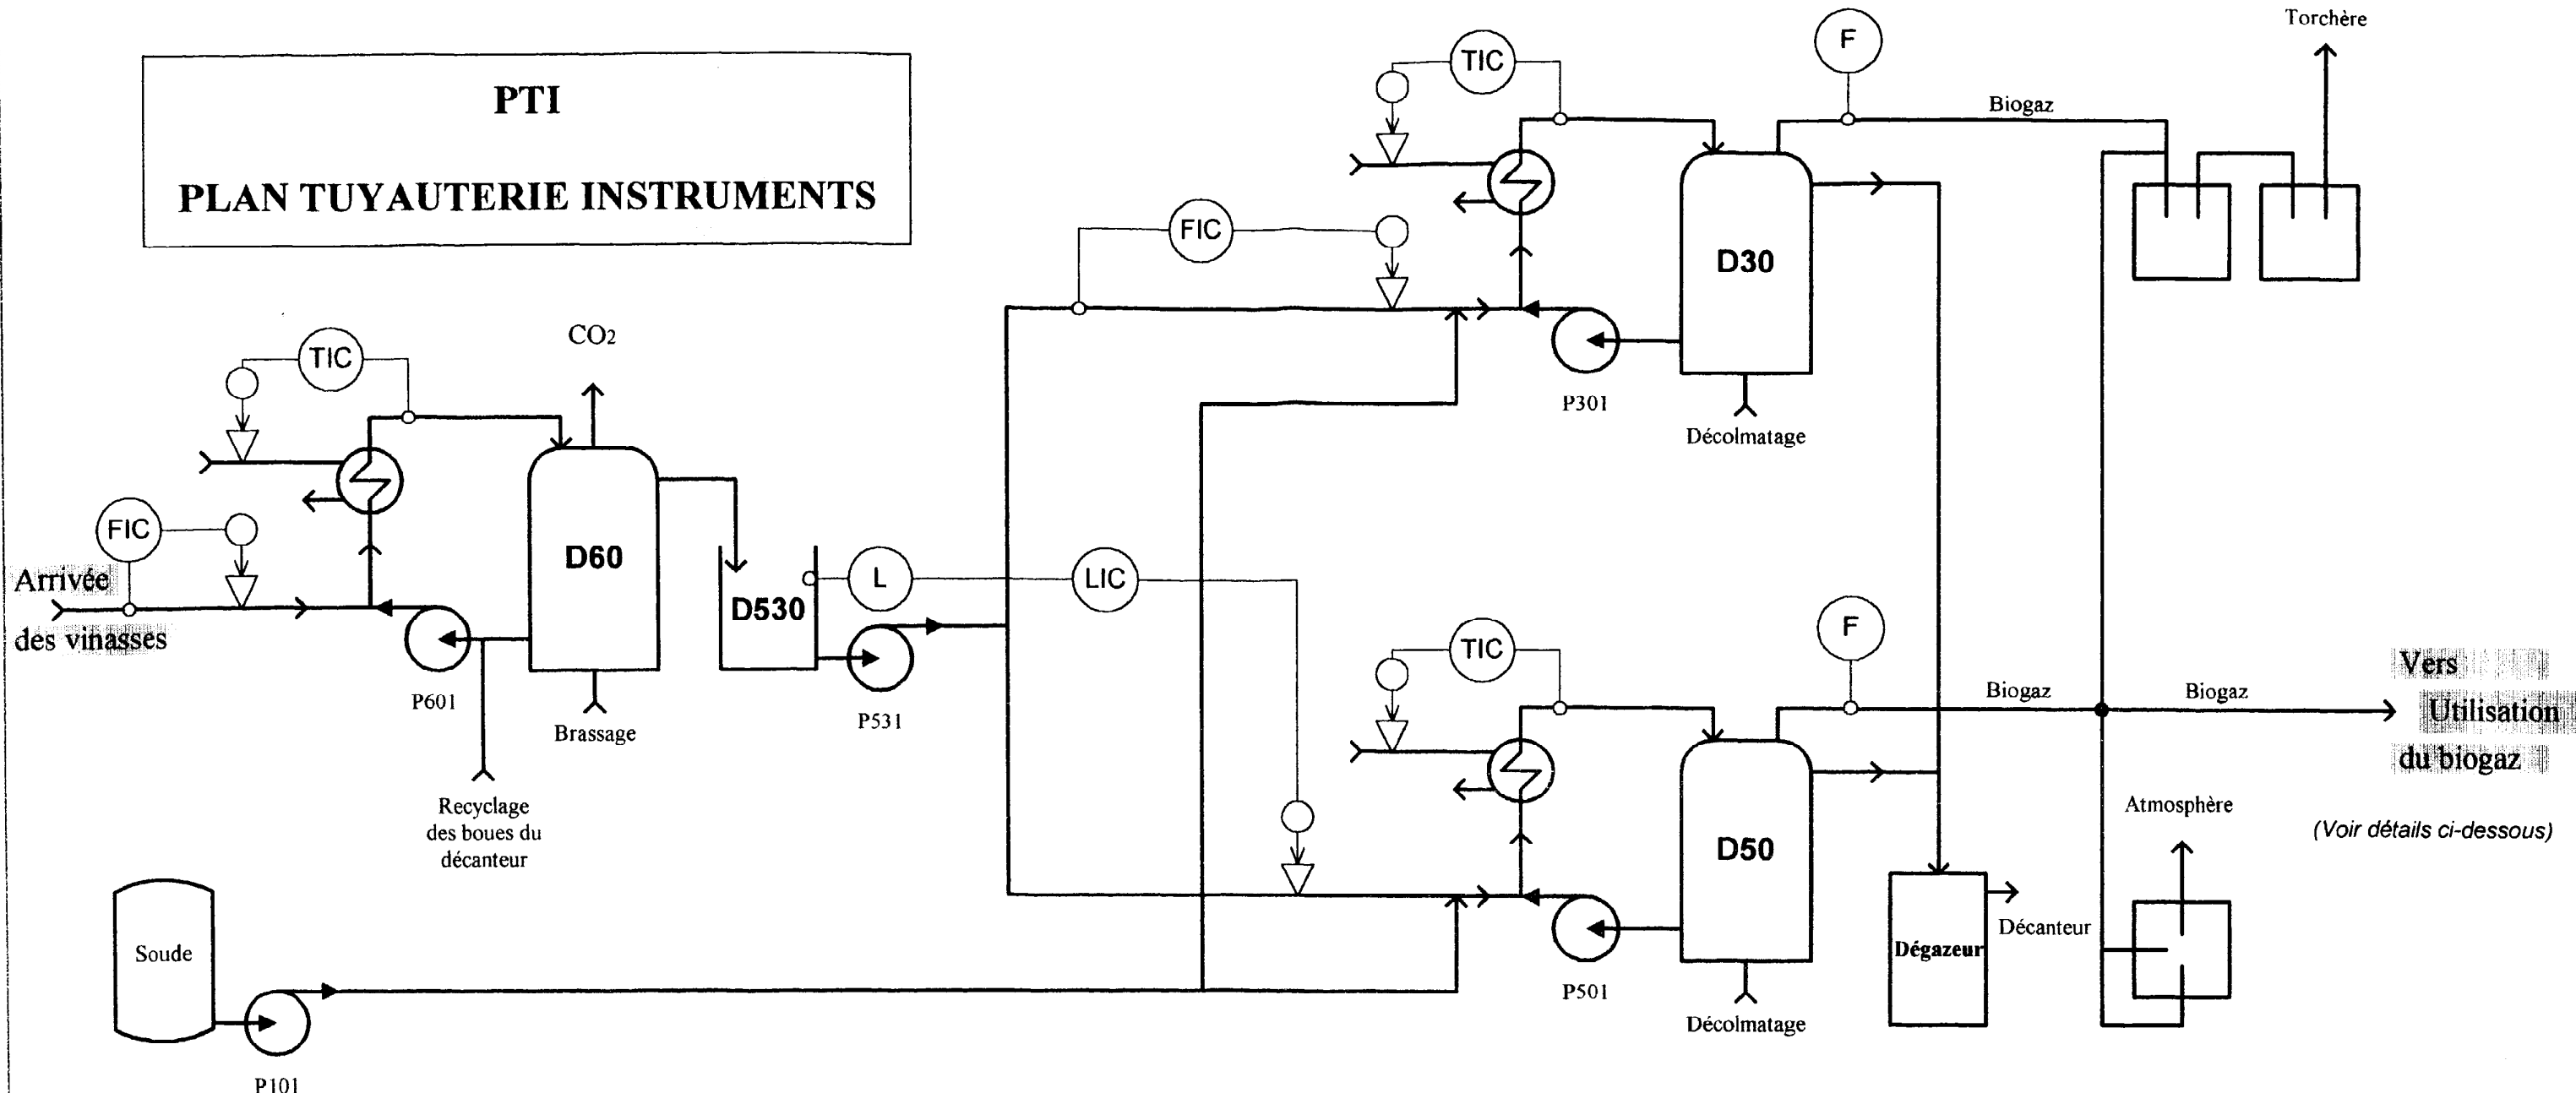 PTI
PLAN TUYAUTERIE INSTRUMENTS
Torchère
TIC
F
Biogaz
FIC
D30
P301
Décolmatage
CO2
TIC
FIC
Arrivée
des vinasses
D60
P601
Brassage
Recyclage
des boues du
décanteur
D530
L
LIC
P531
TIC
F
Biogaz
Biogaz
Vers
Utilisation
du biogaz
(Voir détails ci-dessous)
Atmosphère
D50
P501
Décolmatage
Dégazeur
Décanteur
Soude
P101